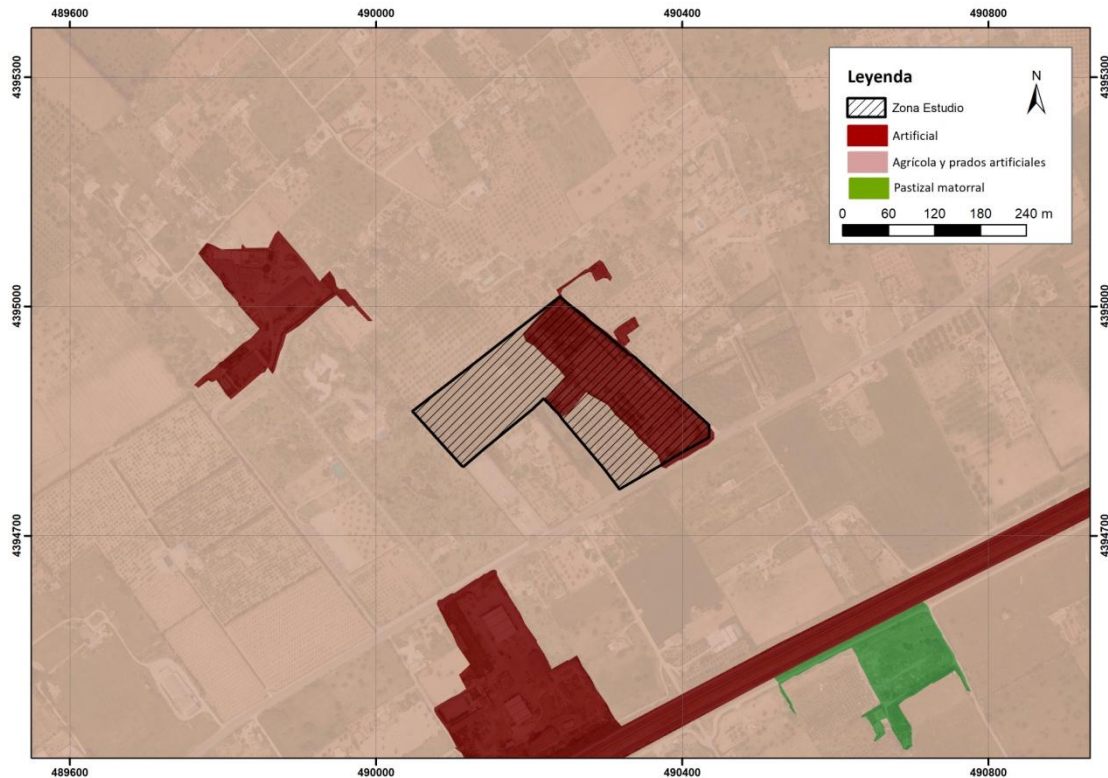 489600 490000 490400 490800
4395300 4395300
Leyenda
N
Zona Estudio
Artificial
Agrícola y prados artificiales
Pastizal matorral
0 60 120 180 240 m
4395000 4395000
4394700 4394700
489600 490000 490400 490800